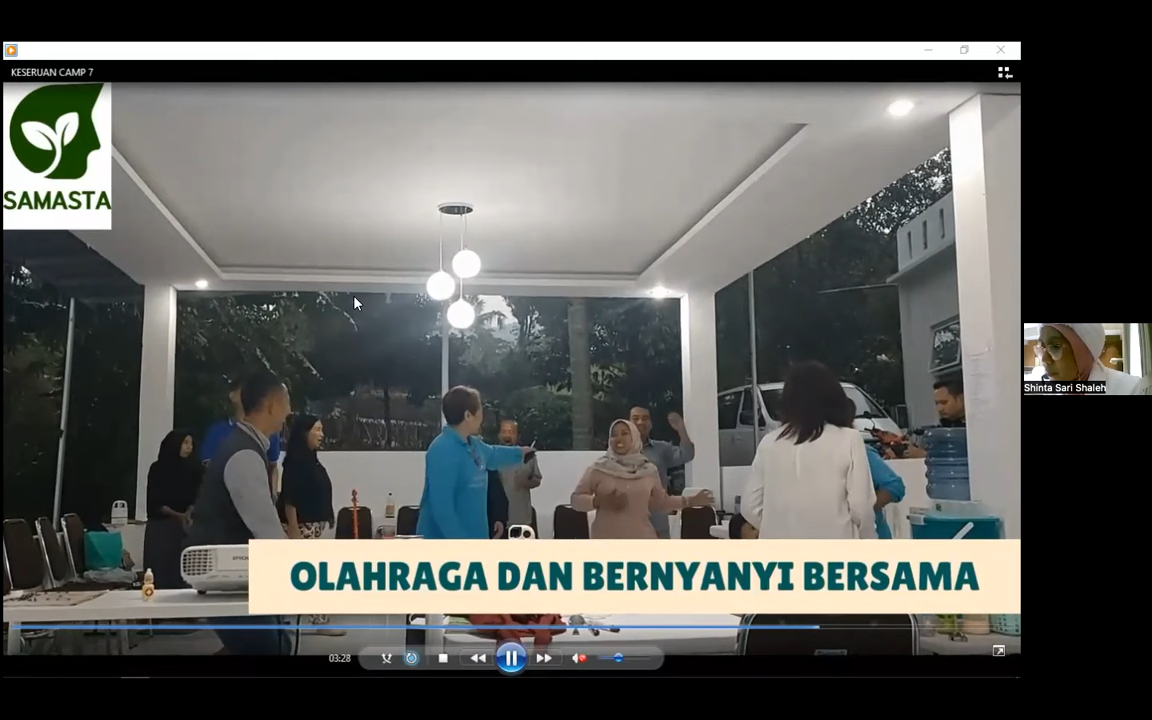 KESERUAN CAMP 7
SAMASTA
OLAHRAGA DAN BERNYANYI BERSAMA
Shinta Sari Shaleh
03:28